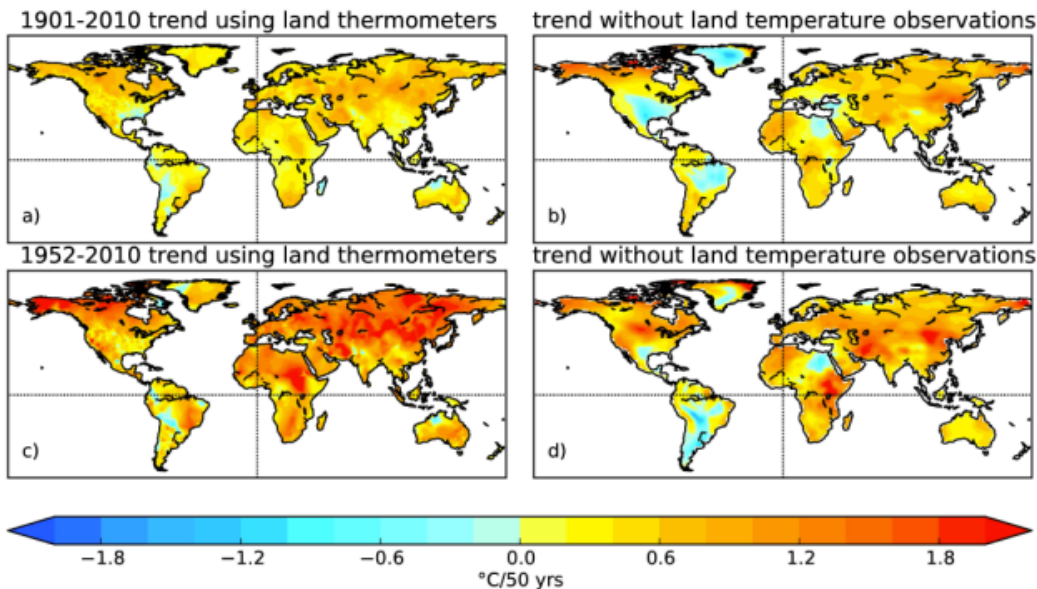 1901-2010 trend using land thermometers
trend without land temperature observations
a)
b)
1952-2010 trend using land thermometers
trend without land temperature observations
c)
d)
−1.8 −1.2 −0.6 0.0 0.6 1.2 1.8
°C/50 yrs